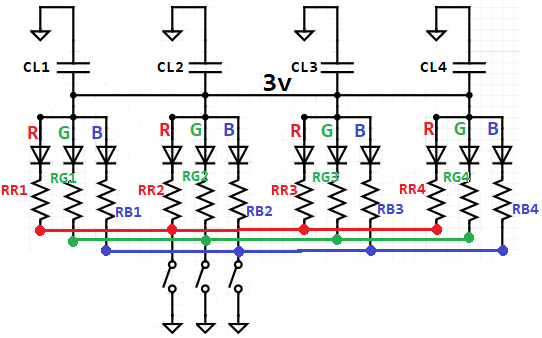 CL1 CL2 CL3 CL4
3v
R G B R G B R G B R G B
RR1 RG1 RB1 RR2 RG2 RB2 RR3 RG3 RB3 RR4 RG4 RB4